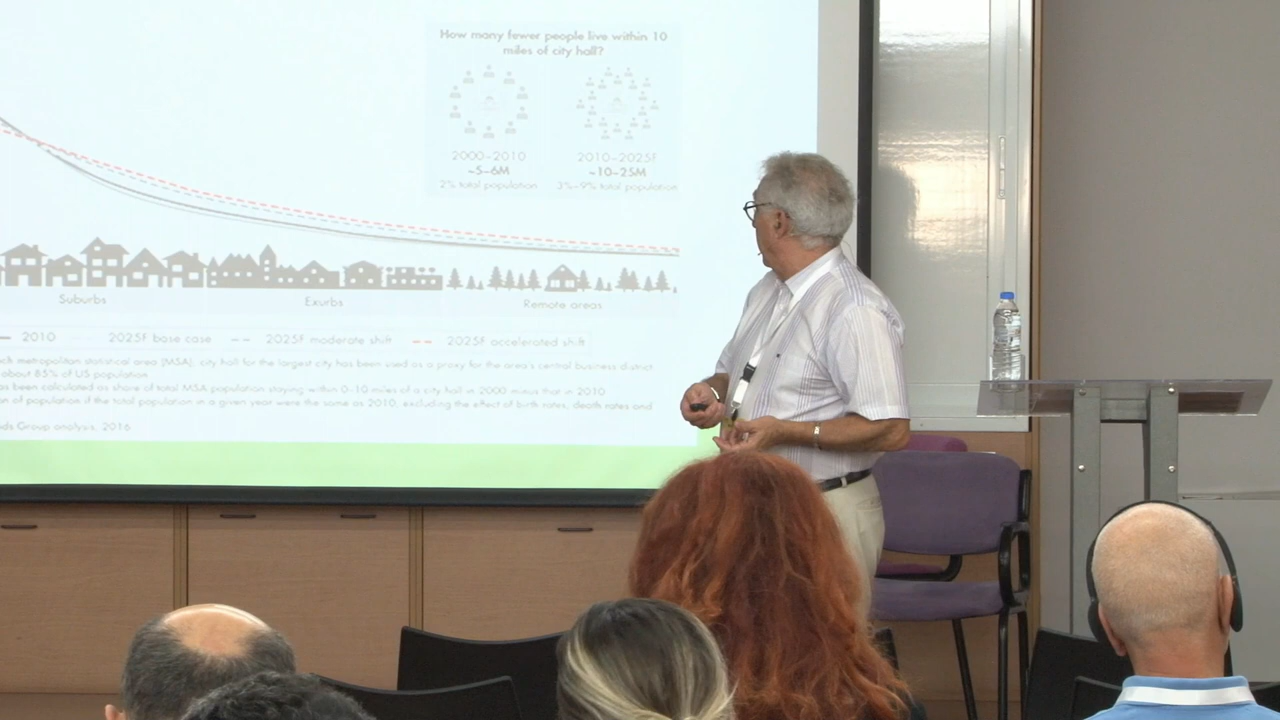 How many fewer people live within 10
miles of city hall?
2000–2010
~5–6M
2% total population
2010–2025F
~10–25M
3%–9% total population
Suburbs
Exurbs
Remote areas
2010
2025F base case
2025F moderate shift
2025F accelerated shift
ch metropolitan statistical area (MSA), city hall for the largest city has been used as a proxy for the area's central business district.
about 85% of US population
as been calculated as share of total MSA population staying within 0–10 miles of a city hall in 2000 minus that in 2010
on of population if the total population in a given year were the same as 2010, excluding the effect of birth rates, death rates and
ds Group analysis, 2016